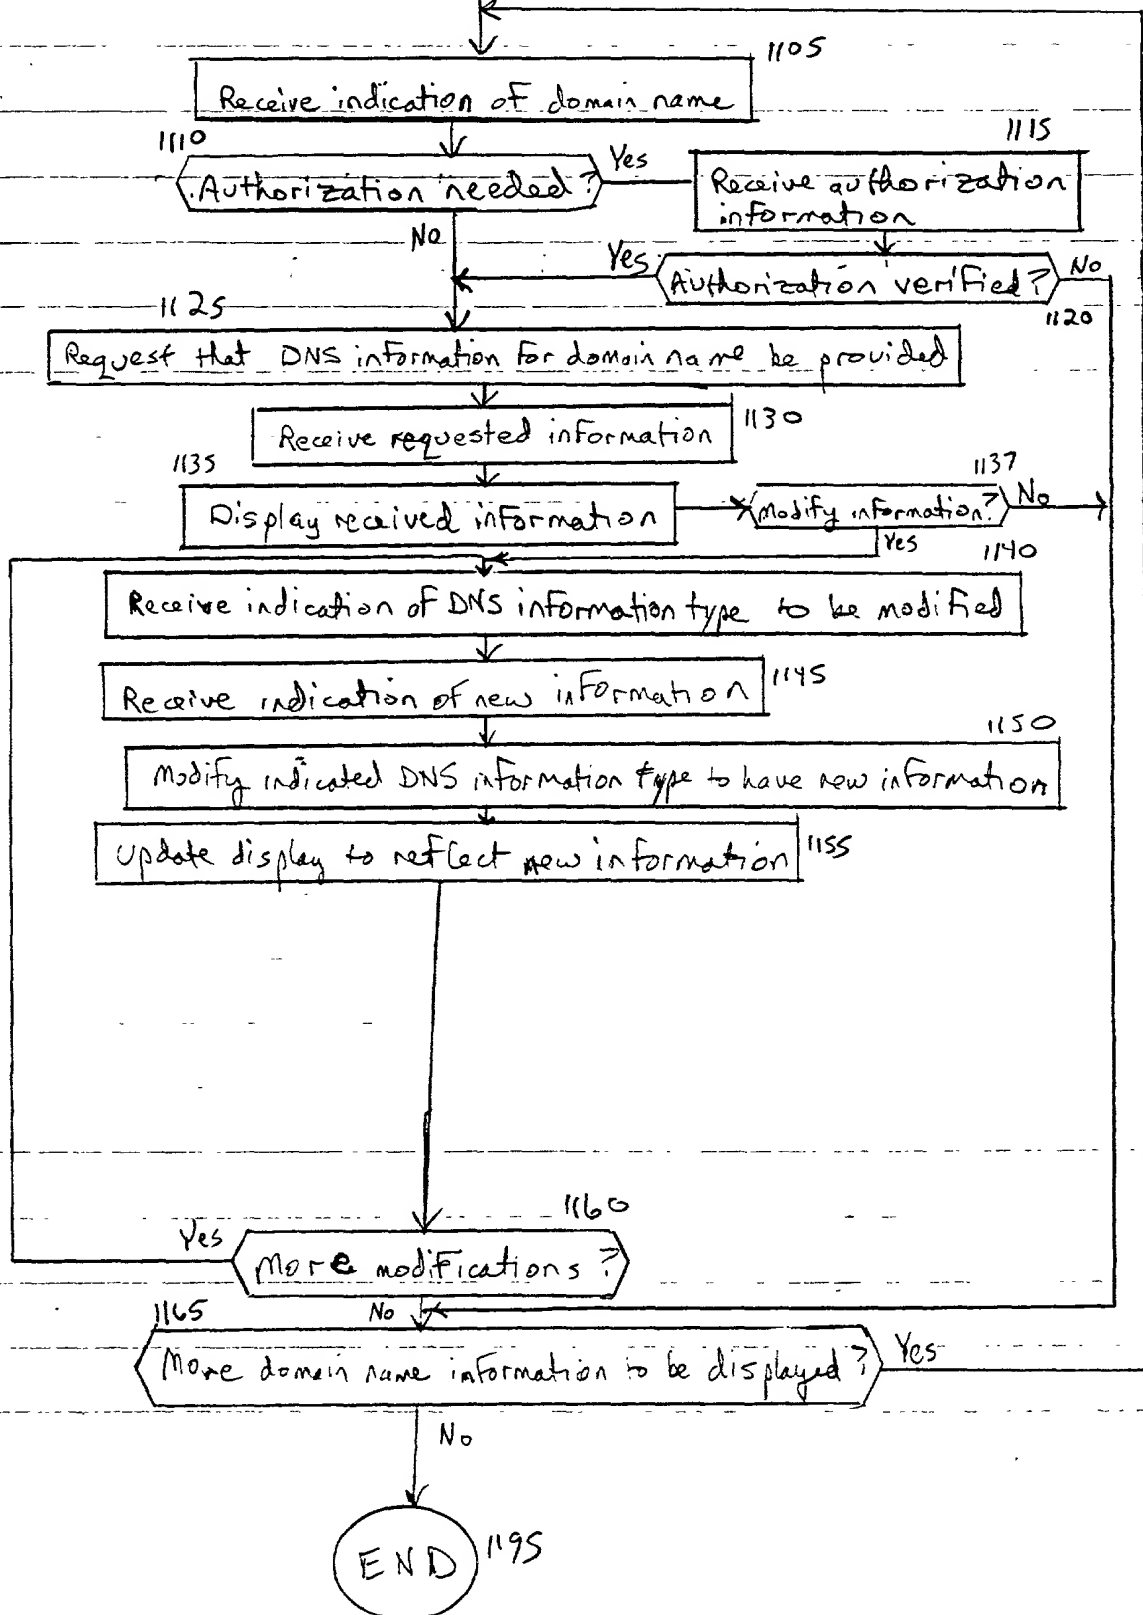 1105
Receive indication of domain name
1110
Authorization needed?
Yes
1115
Receive authorization
information
No
Yes
Authorization verified?
No
1120
1125
Request that DNS information for domain name be provided
Receive requested information
1130
1135
Display received information
1137
Modify information?
No
Yes
1140
Receive indication of DNS information type to be modified
Receive indication of new information
1145
1150
Modify indicated DNS information type to have new information
Update display to reflect new information
1155
1160
Yes
More modifications?
No
1165
More domain name information to be displayed?
Yes
No
END
1195